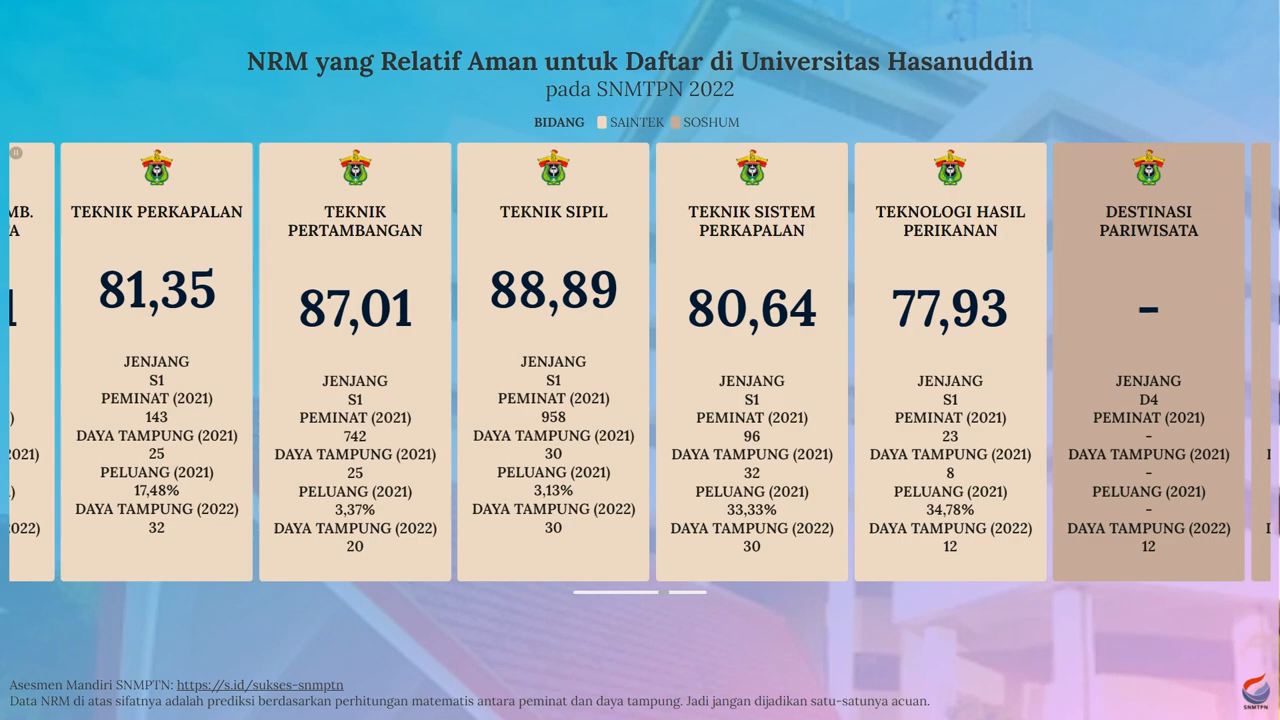 NRM yang Relatif Aman untuk Daftar di Universitas Hasanuddin
pada SNMTPN 2022
BIDANG SAINTEK SOSHUM
MB.
A
1
)
2021)
)
2022)
TEKNIK PERKAPALAN
81,35
JENJANG
S1
PEMINAT (2021)
143
DAYA TAMPUNG (2021)
25
PELUANG (2021)
17,48%
DAYA TAMPUNG (2022)
32
TEKNIK
PERTAMBANGAN
87,01
JENJANG
S1
PEMINAT (2021)
742
DAYA TAMPUNG (2021)
25
PELUANG (2021)
3,37%
DAYA TAMPUNG (2022)
20
TEKNIK SIPIL
88,89
JENJANG
S1
PEMINAT (2021)
958
DAYA TAMPUNG (2021)
30
PELUANG (2021)
3,13%
DAYA TAMPUNG (2022)
30
TEKNIK SISTEM
PERKAPALAN
80,64
JENJANG
S1
PEMINAT (2021)
96
DAYA TAMPUNG (2021)
32
PELUANG (2021)
33,33%
DAYA TAMPUNG (2022)
30
TEKNOLOGI HASIL
PERIKANAN
77,93
JENJANG
S1
PEMINAT (2021)
23
DAYA TAMPUNG (2021)
8
PELUANG (2021)
34,78%
DAYA TAMPUNG (2022)
12
DESTINASI
PARIWISATA
-
JENJANG
D4
PEMINAT (2021)
-
DAYA TAMPUNG (2021)
-
PELUANG (2021)
-
DAYA TAMPUNG (2022)
12
Asesmen Mandiri SNMPTN: https://s.id/sukses-snmptn
Data NRM di atas sifatnya adalah prediksi berdasarkan perhitungan matematis antara peminat dan daya tampung. Jadi jangan dijadikan satu-satunya acuan.
SNMTPN